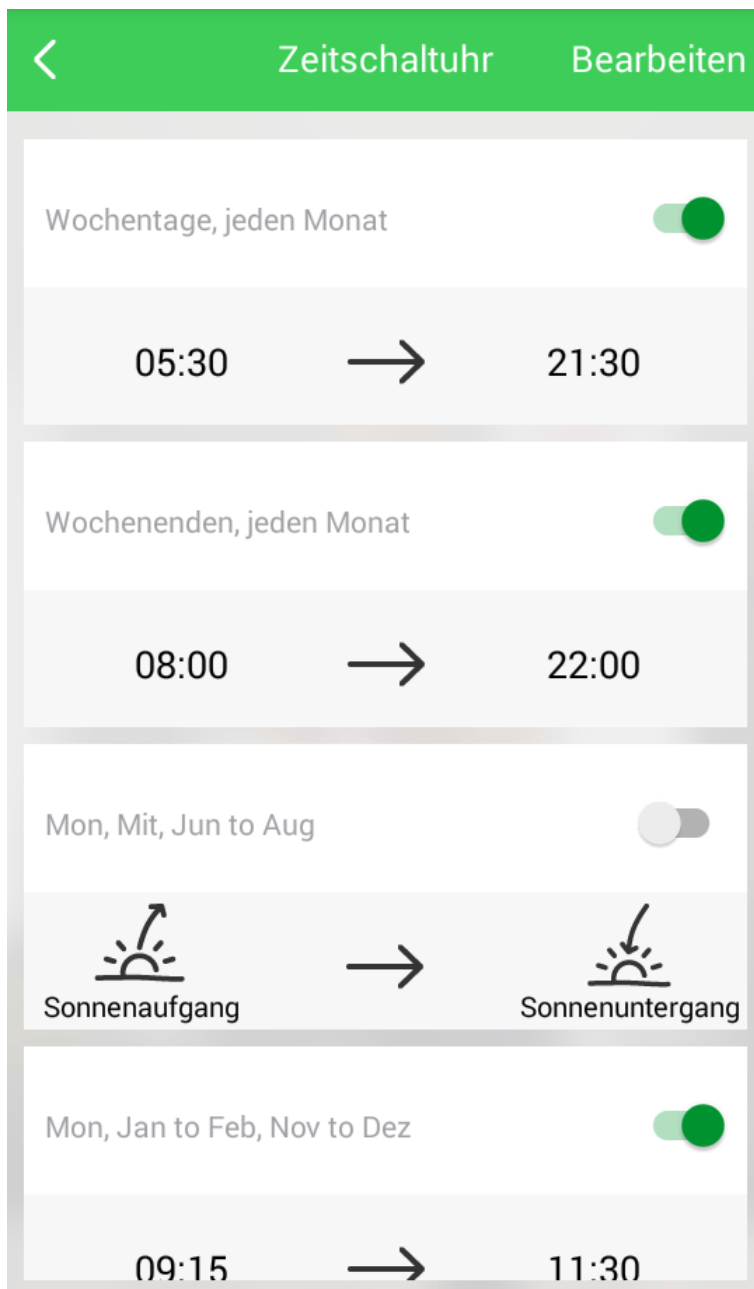 Zeitschaltuhr Bearbeiten
Wochentage, jeden Monat
05:30 21:30
Wochenenden, jeden Monat
08:00 22:00
Mon, Mit, Jun to Aug
Sonnenaufgang Sonnenuntergang
Mon, Jan to Feb, Nov to Dez
09:15 11:30